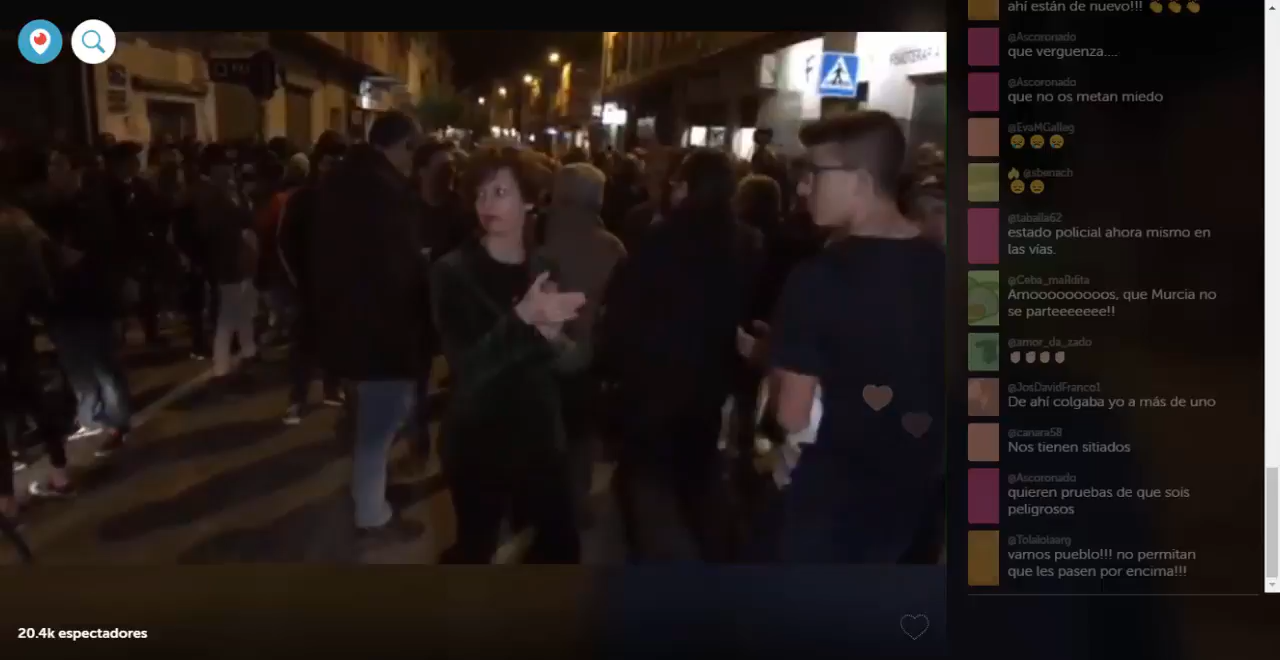 FISIOTERAP
ahí están de nuevo!!! 👏 👏 👏
@Ascoronado
que verguenza....
@Ascoronado
que no os metan miedo
@EvaMGalleg
😢 😢 😢
🔥 @sbenach
😞 😞
@taballa62
estado policial ahora mismo en
las vías.
@Ceba_maRdita
Amooooooooos, que Murcia no
se parteeeeeee!!
@amor_da_zado
✊ ✊ ✊ ✊
@JosDavidFranco1
De ahí colgaba yo a más de uno
@canara58
Nos tienen sitiados
@Ascoronado
quieren pruebas de que sois
peligrosos
@Tolalolaarg
vamos pueblo!!! no permitan
que les pasen por encima!!!
20.4k espectadores